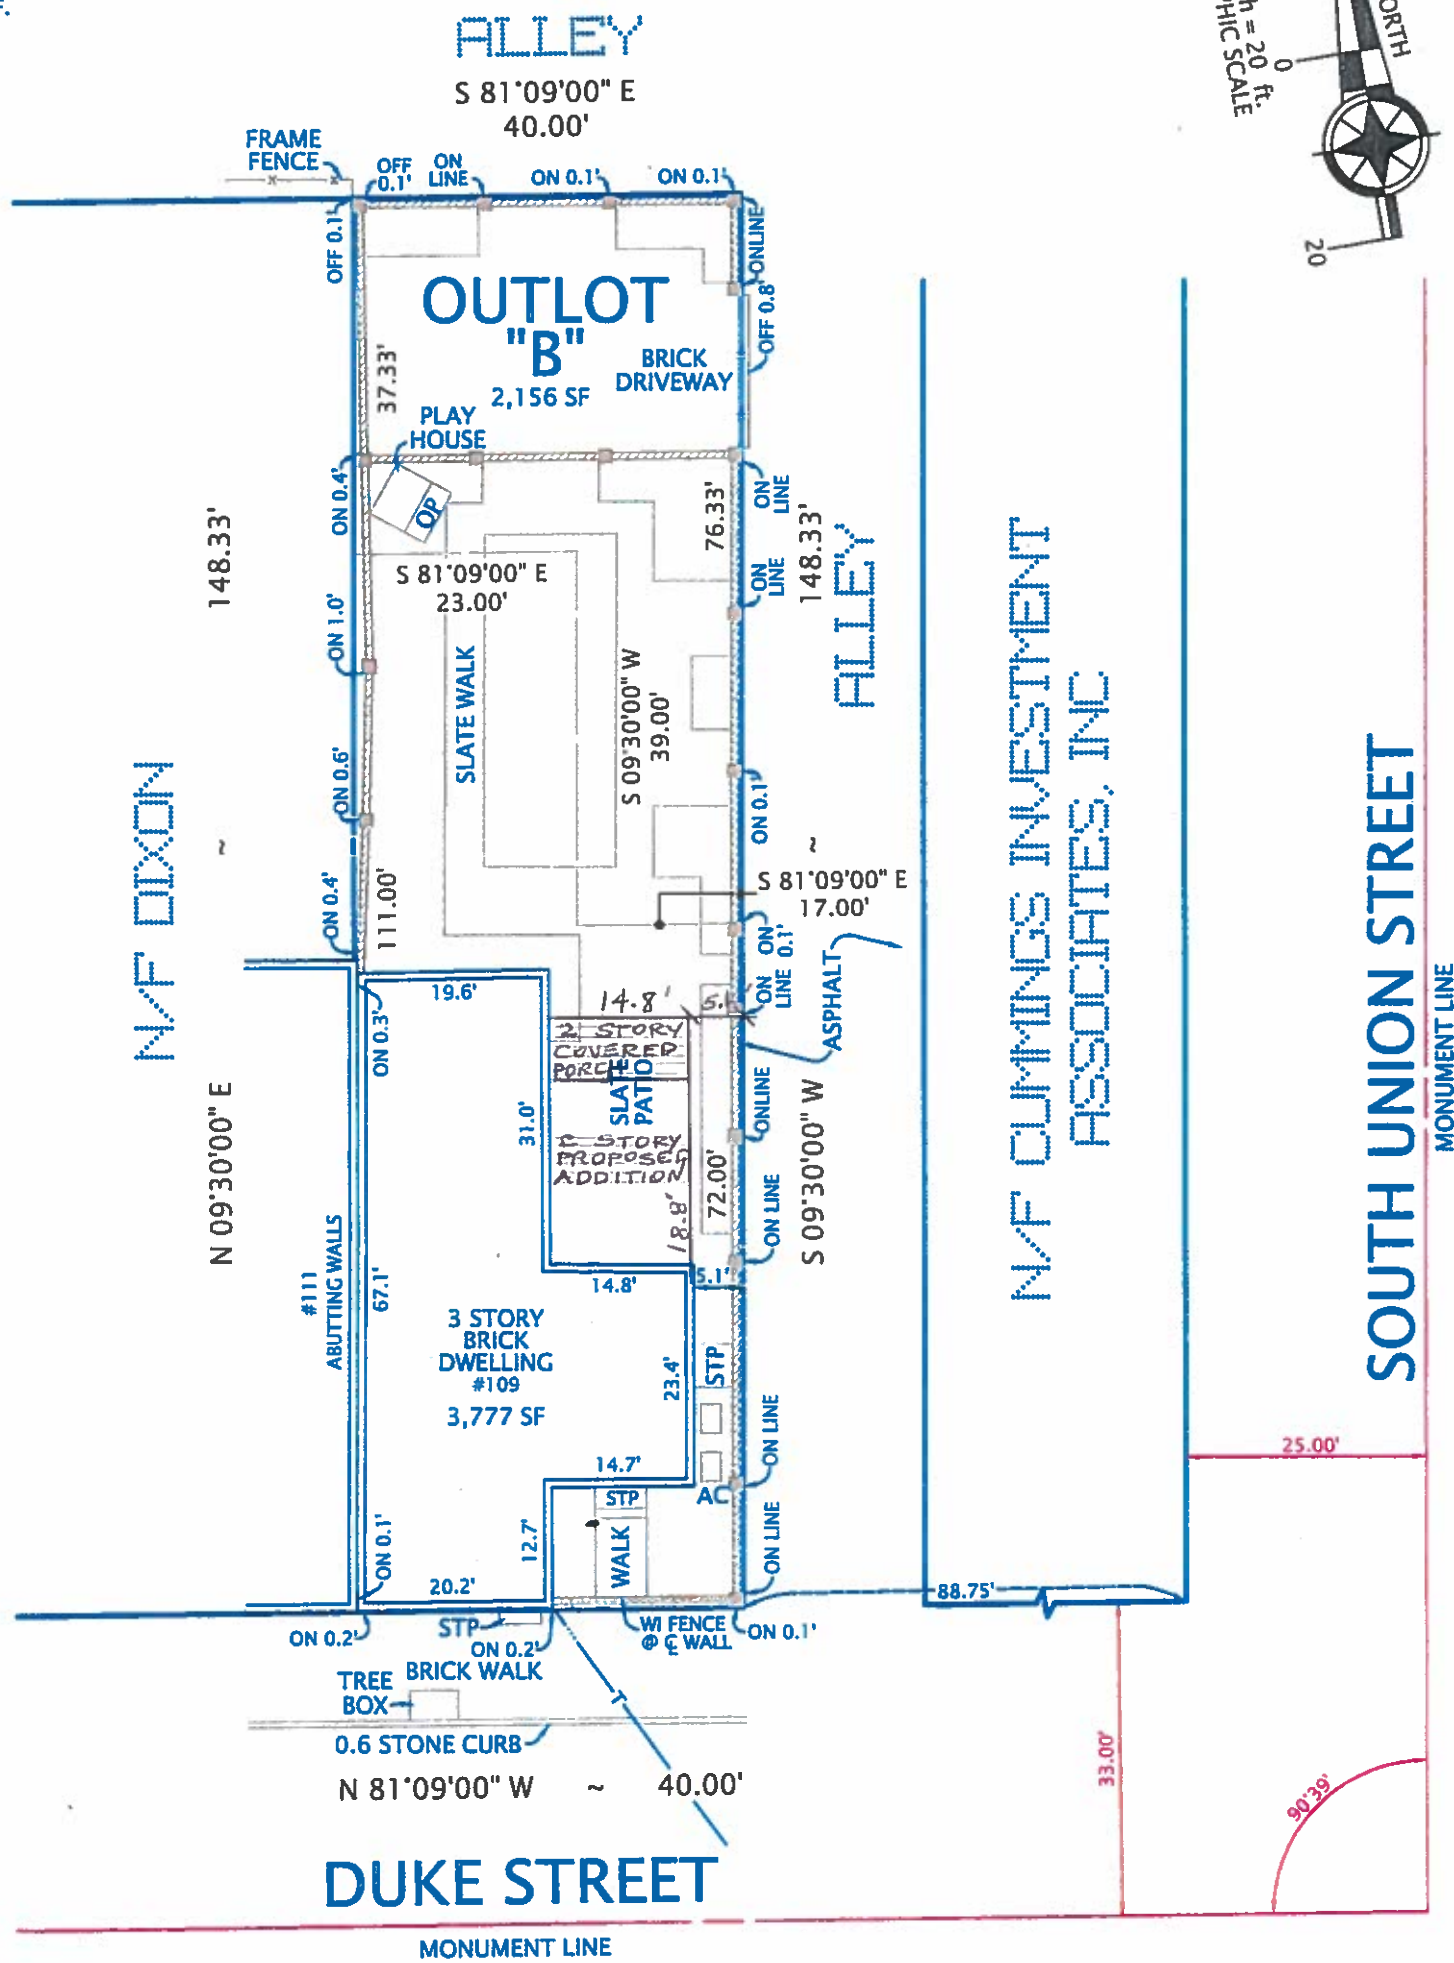 ALLEY
S 81°09'00" E
40.00'
ORTH
0
h = 20 ft.
PHIC SCALE
20
FRAME
FENCE
OFF
0.1'
ON
LINE
ON 0.1'
ON 0.1'
OFF 0.1'
ONLINE
OFF 0.8'
OUTLOT
"B"
2,156 SF
BRICK
DRIVEWAY
37.33'
PLAY
HOUSE
OP
ON 0.4'
ON
LINE
76.33'
148.33'
148.33'
ON
LINE
ALLEY
S 81°09'00" E
23.00'
ON 1.0'
SLATE WALK
S 09°30'00" W
39.00'
N/F CUMMINGS INVESTMENT
ASSOCIATES, INC
SOUTH UNION STREET
MONUMENT LINE
N/F DIXON
~
~
ON 0.6'
ON 0.1'
ON 0.4'
111.00'
S 81°09'00" E
17.00'
ON
0.1'
ON
LINE
ASPHALT
19.6'
14.8'
5.1'
ON 0.3'
2 STORY
COVERED
PORCH
SLATE
PATIO
31.0'
2 STORY
PROPOSED
ADDITION
18.8'
72.00'
ONLINE
ON LINE
N 09°30'00" E
S 09°30'00" W
#111
ABUTTING WALLS
67.1'
14.8'
5.1'
3 STORY
BRICK
DWELLING
#109
3,777 SF
23.4'
STP
ON LINE
14.7'
AC
STP
WALK
12.7'
ON LINE
ON 0.1'
20.2'
88.75'
25.00'
ON 0.2'
STP
ON 0.2'
WI FENCE
@ ℄ WALL
ON 0.1'
BRICK WALK
TREE
BOX
T
0.6 STONE CURB
N 81°09'00" W ~ 40.00'
33.00'
90°39'
DUKE STREET
MONUMENT LINE